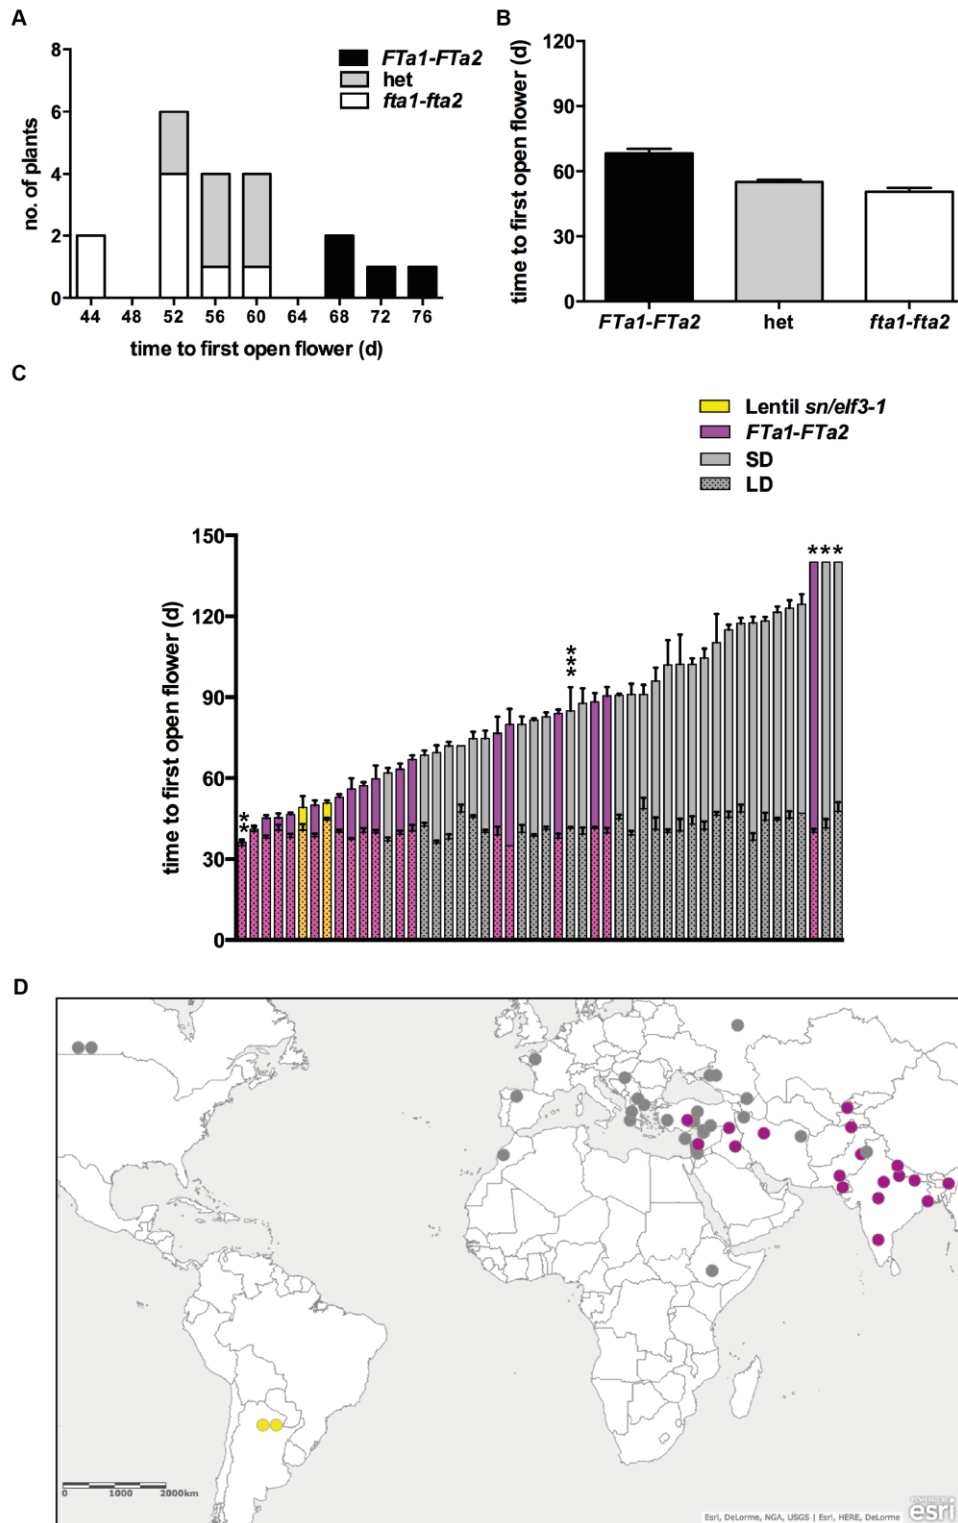 A
8
6
4
2
0
no. of plants
FTa1-FTa2
het
fta1-fta2
44 48 52 56 60 64 68 72 76
time to first open flower (d)
B
120
90
60
30
0
time to first open flower (d)
FTa1-FTa2 het fta1-fta2
C
Lentil sn/elf3-1
FTa1-FTa2
SD
LD
150
120
90
60
30
0
time to first open flower (d)
**
***
* * *
D
0 1000 2000km
Esri, DeLorme, NGA, USGS | Esri, HERE, DeLorme
POWERED BY
esri